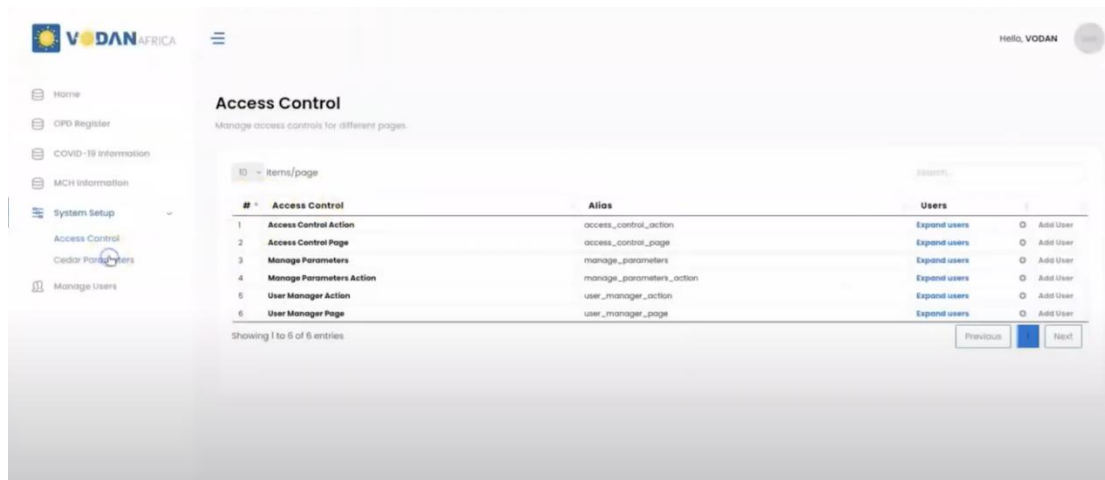 VODAN AFRICA
Hello, VODAN
Home
OPD Register
COVID-19 Information
MCH Information
System Setup
Access Control
Cedar Parameters
Manage Users
Access Control
Manage access controls for different pages.
10 items/page
Search...
# Access Control Alias Users
1 Access Control Action access_control_action Expand users Add User
2 Access Control Page access_control_page Expand users Add User
3 Manage Parameters manage_parameters Expand users Add User
4 Manage Parameters Action manage_parameters_action Expand users Add User
5 User Manager Action user_manager_action Expand users Add User
6 User Manager Page user_manager_page Expand users Add User
Showing 1 to 6 of 6 entries
Previous 1 Next